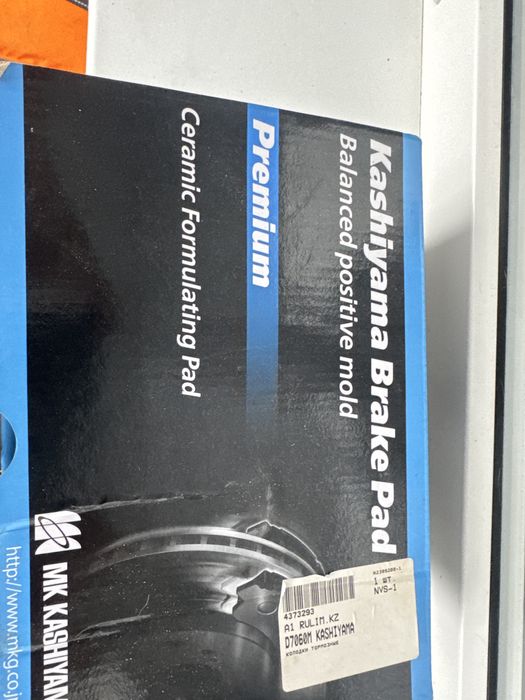 Kashiyama Brake Pad
Balanced positive mold
Premium
Ceramic Formulating Pad
MK KASHIYAM
http://www.mkg.co.j
1 ШТ.
NVS-1
4373293
A1 RULIM.KZ
D7060M KASHIYAMA
КОЛОДКИ ТОРМОЗНЫЕ